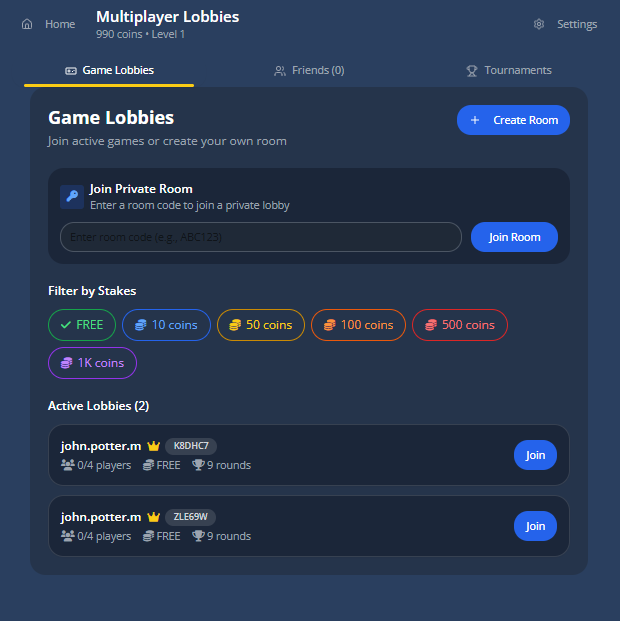 Home
Multiplayer Lobbies
990 coins • Level 1
Settings
Game Lobbies
Friends (0)
Tournaments
Game Lobbies
Join active games or create your own room
Create Room
Join Private Room
Enter a room code to join a private lobby
Enter room code (e.g., ABC123)
Join Room
Filter by Stakes
FREE
10 coins
50 coins
100 coins
500 coins
1K coins
Active Lobbies (2)
john.potter.m K8DHC7
0/4 players FREE 9 rounds
Join
john.potter.m ZLE69W
0/4 players FREE 9 rounds
Join